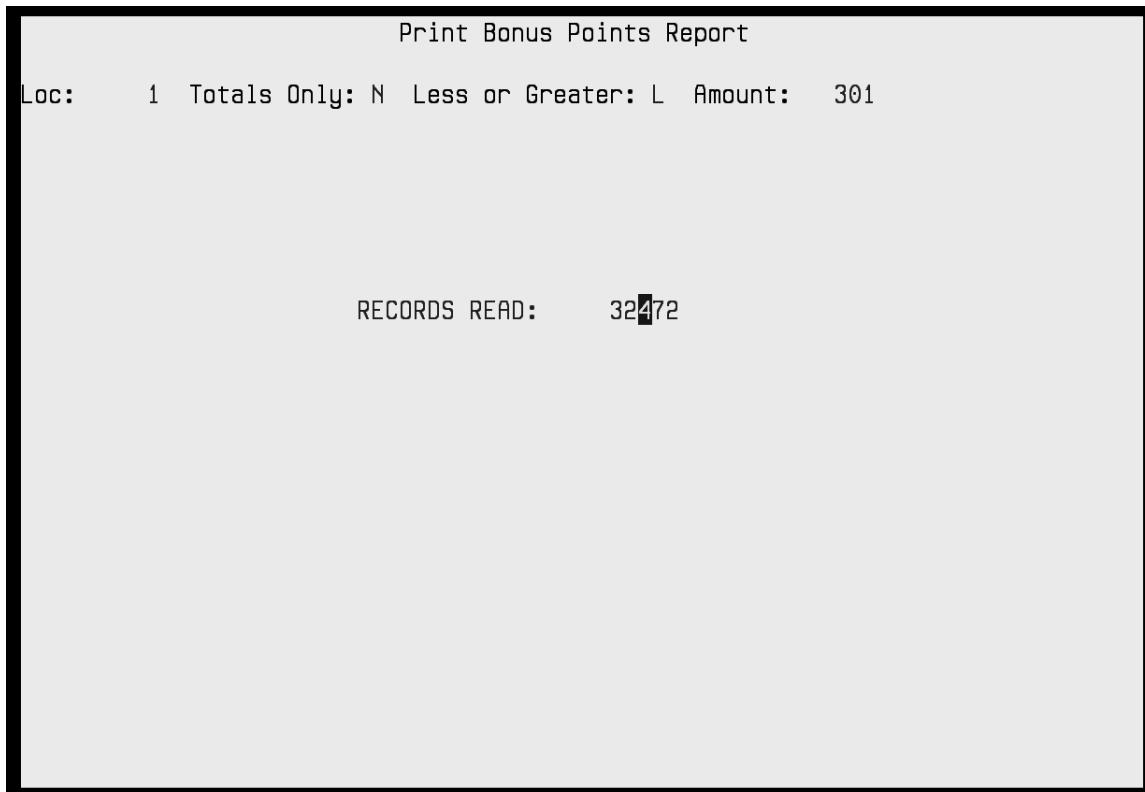 Print Bonus Points Report
Loc: 1 Totals Only: N Less or Greater: L Amount: 301
RECORDS READ: 32472